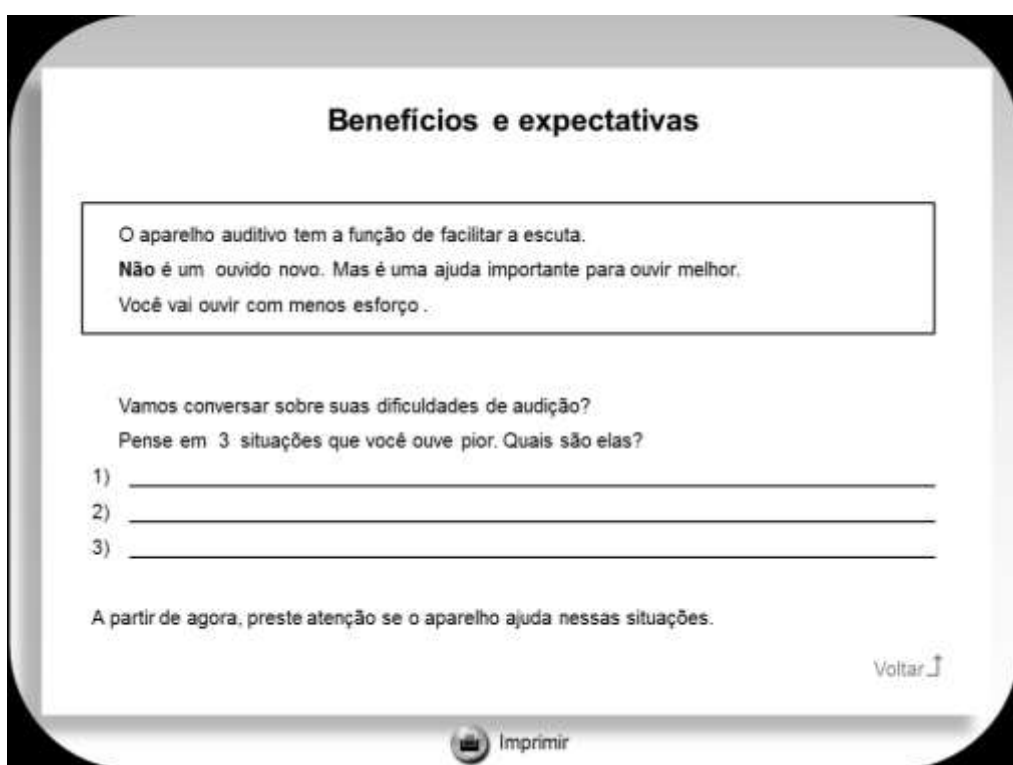 Benefícios e expectativas
O aparelho auditivo tem a função de facilitar a escuta.
Não é um ouvido novo. Mas é uma ajuda importante para ouvir melhor.
Você vai ouvir com menos esforço .
Vamos conversar sobre suas dificuldades de audição?
Pense em 3 situações que você ouve pior. Quais são elas?
1)
2)
3)
A partir de agora, preste atenção se o aparelho ajuda nessas situações.
Voltar
Imprimir